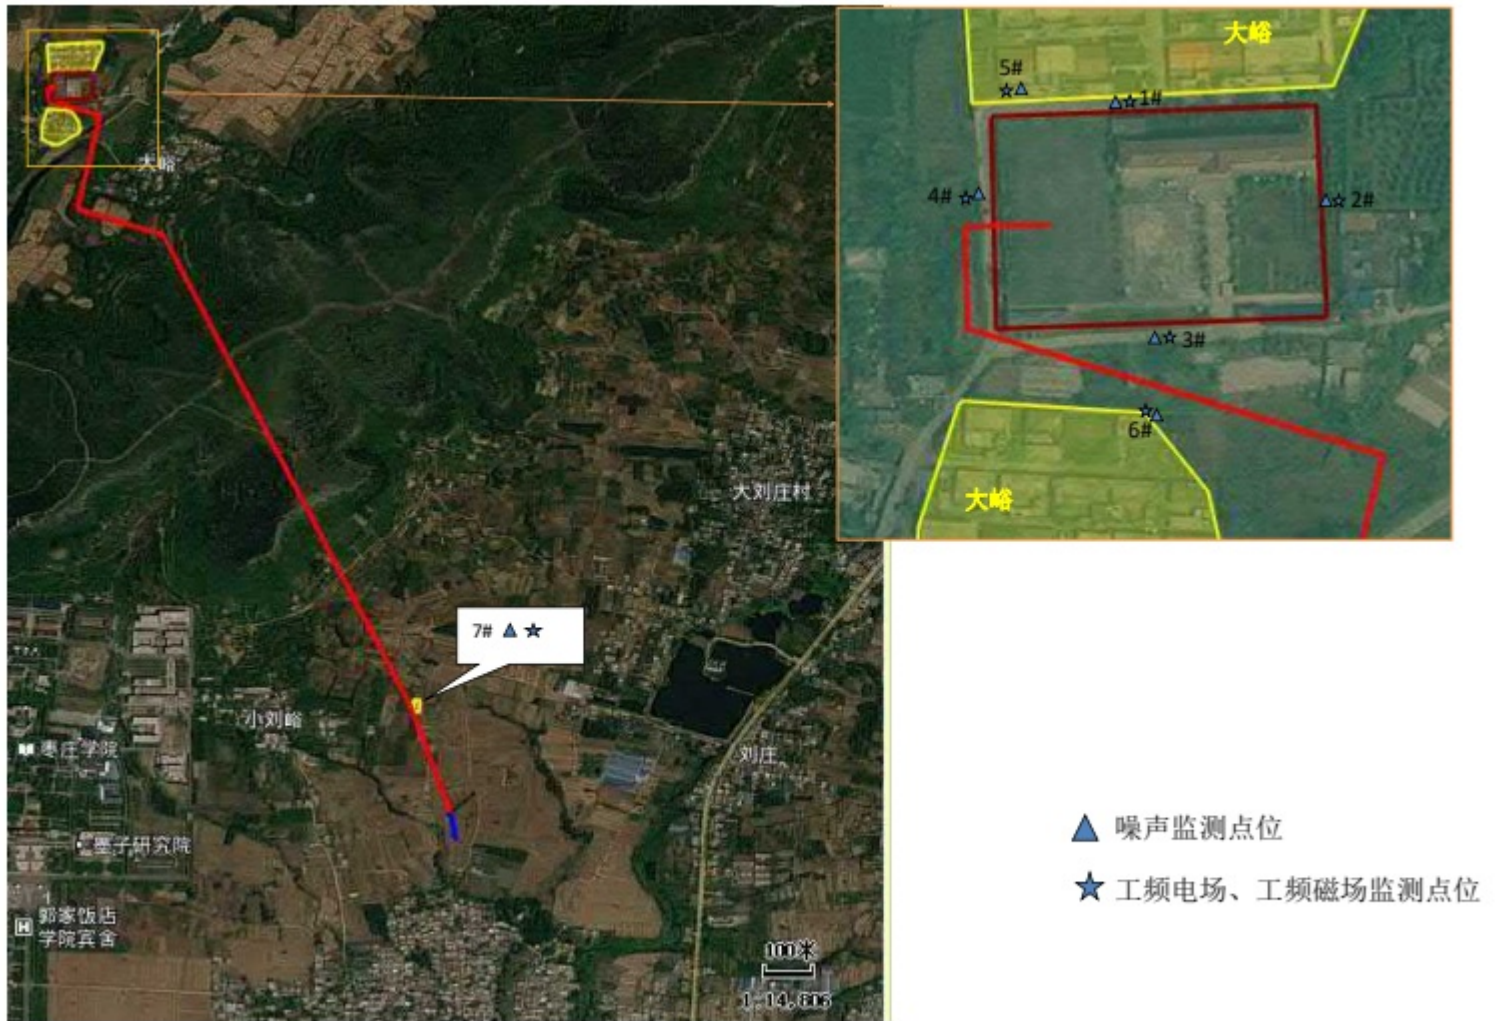 大峪
5#
1#
4#
2#
3#
6#
大峪
大峪
大刘庄村
7#
小刘峪
枣庄学院
刘庄
墨子研究院
郭家饭店
学院宾舍
100米
1:14,806
噪声监测点位
工频电场、工频磁场监测点位